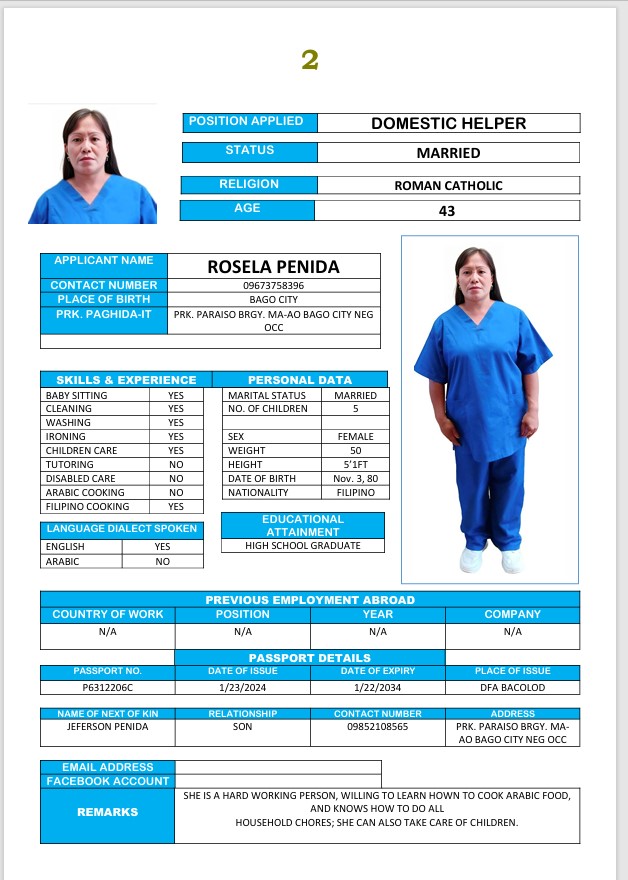 2
POSITION APPLIED DOMESTIC HELPER
STATUS MARRIED
RELIGION ROMAN CATHOLIC
AGE 43
APPLICANT NAME ROSELA PENIDA
CONTACT NUMBER 09673758396
PLACE OF BIRTH BAGO CITY
PRK. PAGHIDA-IT PRK. PARAISO BRGY. MA-AO BAGO CITY NEG
OCC
SKILLS & EXPERIENCE PERSONAL DATA
BABY SITTING YES MARITAL STATUS MARRIED
CLEANING YES NO. OF CHILDREN 5
WASHING YES
IRONING YES SEX FEMALE
CHILDREN CARE YES WEIGHT 50
TUTORING NO HEIGHT 5'1FT
DISABLED CARE NO DATE OF BIRTH Nov. 3, 80
ARABIC COOKING NO NATIONALITY FILIPINO
FILIPINO COOKING YES
LANGUAGE DIALECT SPOKEN
ENGLISH YES
ARABIC NO
EDUCATIONAL
ATTAINMENT
HIGH SCHOOL GRADUATE
PREVIOUS EMPLOYMENT ABROAD
COUNTRY OF WORK POSITION YEAR COMPANY
N/A N/A N/A N/A
PASSPORT DETAILS
PASSPORT NO. DATE OF ISSUE DATE OF EXPIRY PLACE OF ISSUE
P6312206C 1/23/2024 1/22/2034 DFA BACOLOD
NAME OF NEXT OF KIN RELATIONSHIP CONTACT NUMBER ADDRESS
JEFERSON PENIDA SON 09852108565 PRK. PARAISO BRGY. MA-
AO BAGO CITY NEG OCC
EMAIL ADDRESS
FACEBOOK ACCOUNT
REMARKS
SHE IS A HARD WORKING PERSON, WILLING TO LEARN HOWN TO COOK ARABIC FOOD,
AND KNOWS HOW TO DO ALL
HOUSEHOLD CHORES; SHE CAN ALSO TAKE CARE OF CHILDREN.